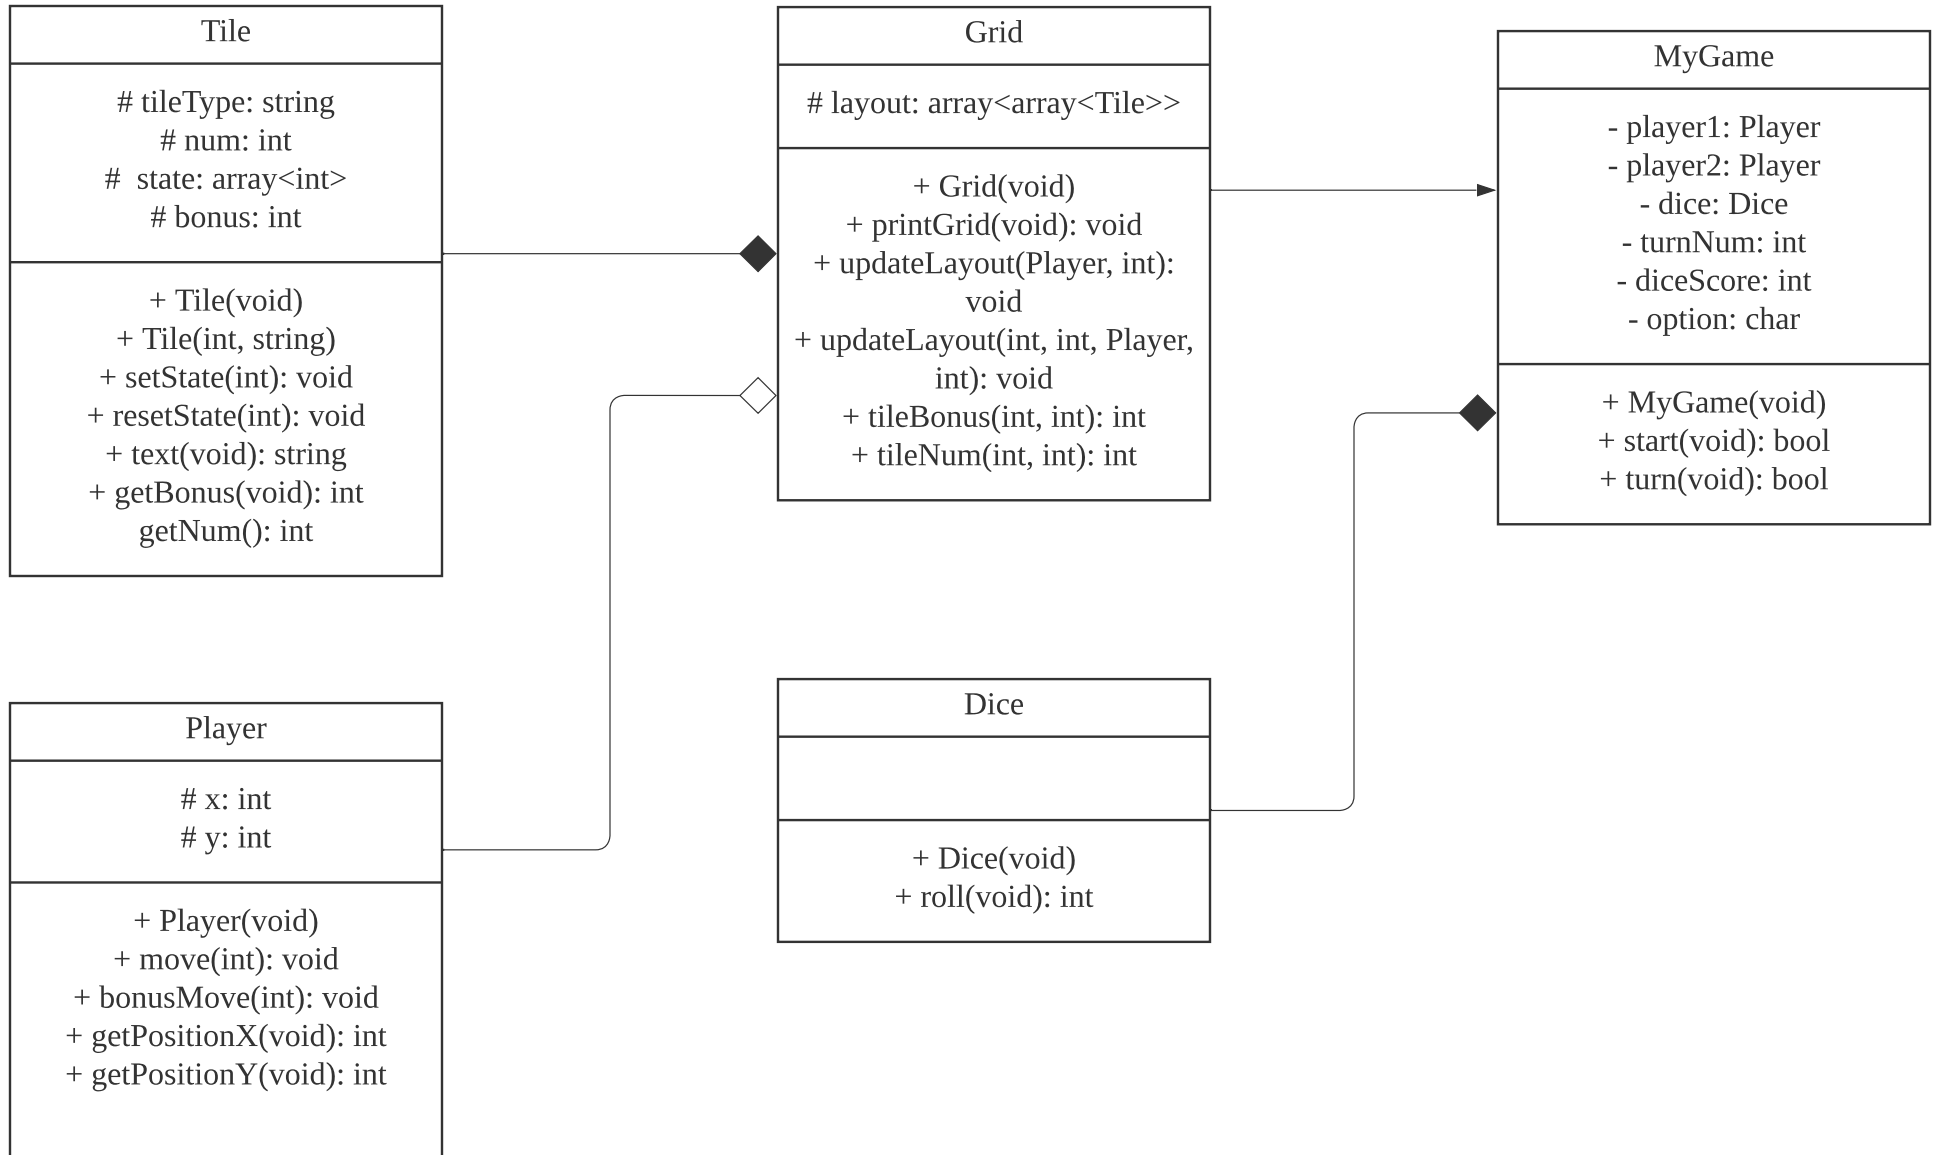 Tile
# tileType: string
# num: int
#  state: array<int>
# bonus: int
+ Tile(void)
+ Tile(int, string)
+ setState(int): void
+ resetState(int): void
+ text(void): string
+ getBonus(void): int
getNum(): int
Grid
# layout: array<array<Tile>>
+ Grid(void)
+ printGrid(void): void
+ updateLayout(Player, int):
void
+ updateLayout(int, int, Player,
int): void
+ tileBonus(int, int): int
+ tileNum(int, int): int
MyGame
- player1: Player
- player2: Player
- dice: Dice
- turnNum: int
- diceScore: int
- option: char
+ MyGame(void)
+ start(void): bool
+ turn(void): bool
Player
# x: int
# y: int
+ Player(void)
+ move(int): void
+ bonusMove(int): void
+ getPositionX(void): int
+ getPositionY(void): int
Dice
+ Dice(void)
+ roll(void): int